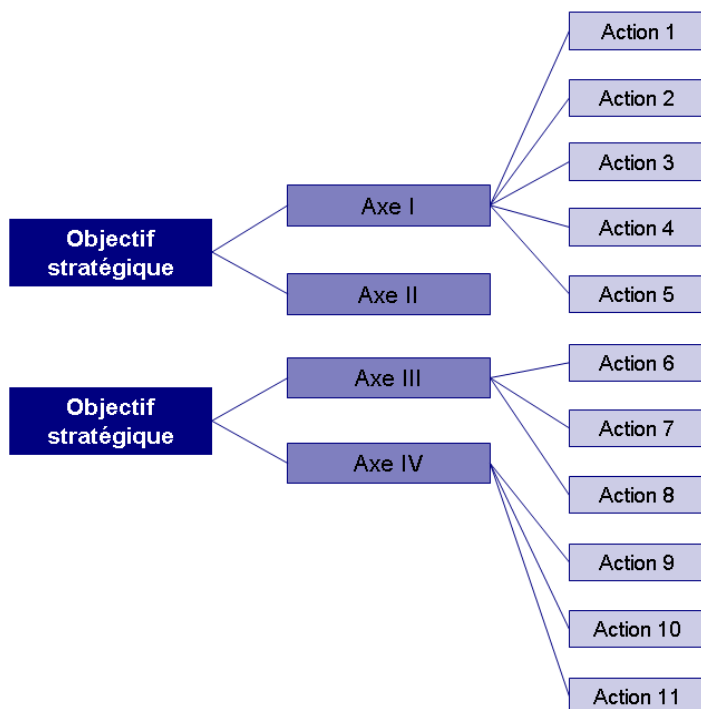 Action 1
Action 2
Action 3
Axe I
Action 4
Objectif
stratégique
Axe II
Action 5
Action 6
Axe III
Objectif
stratégique
Action 7
Axe IV
Action 8
Action 9
Action 10
Action 11